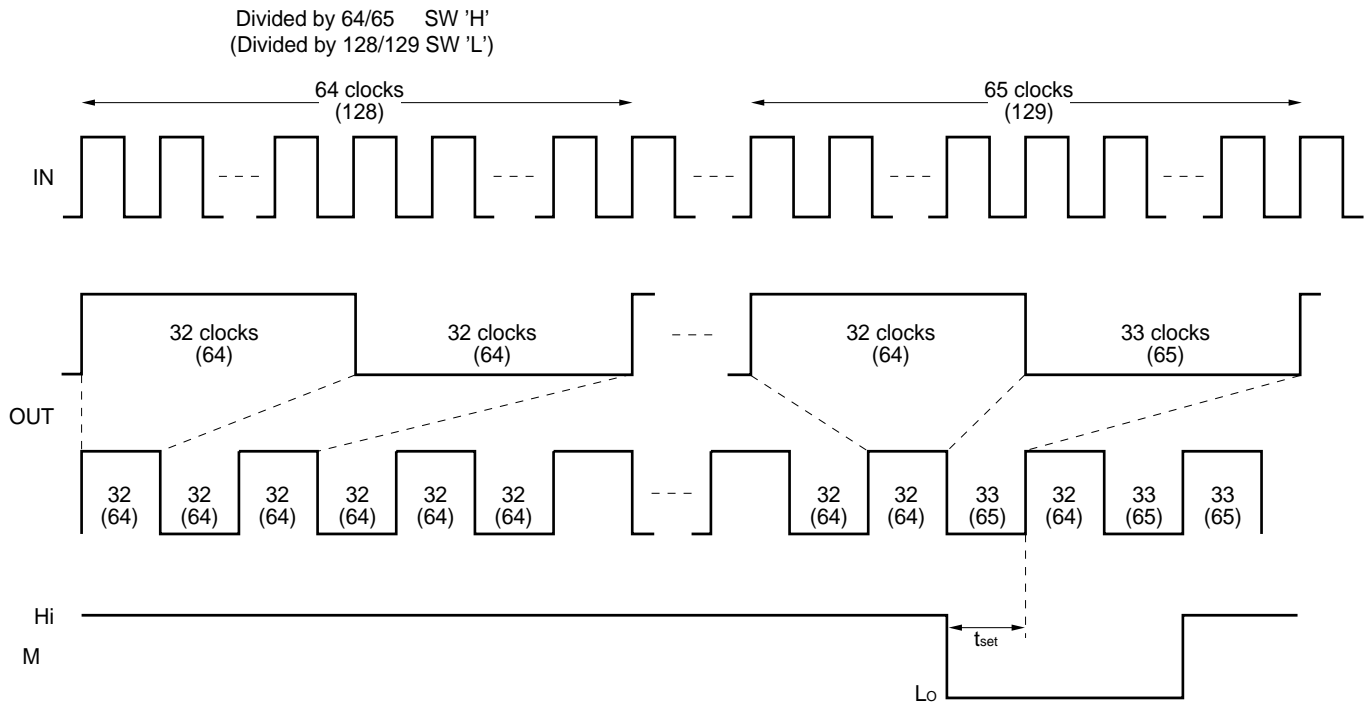 Divided by 64/65 SW 'H'
(Divided by 128/129 SW 'L')
64 clocks
(128)
65 clocks
(129)
IN
32 clocks
(64)
32 clocks
(64)
32 clocks
(64)
33 clocks
(65)
OUT
32
(64)
32
(64)
32
(64)
32
(64)
32
(64)
32
(64)
32
(64)
32
(64)
33
(65)
32
(64)
33
(65)
33
(65)
Hi
tset
M
Lo